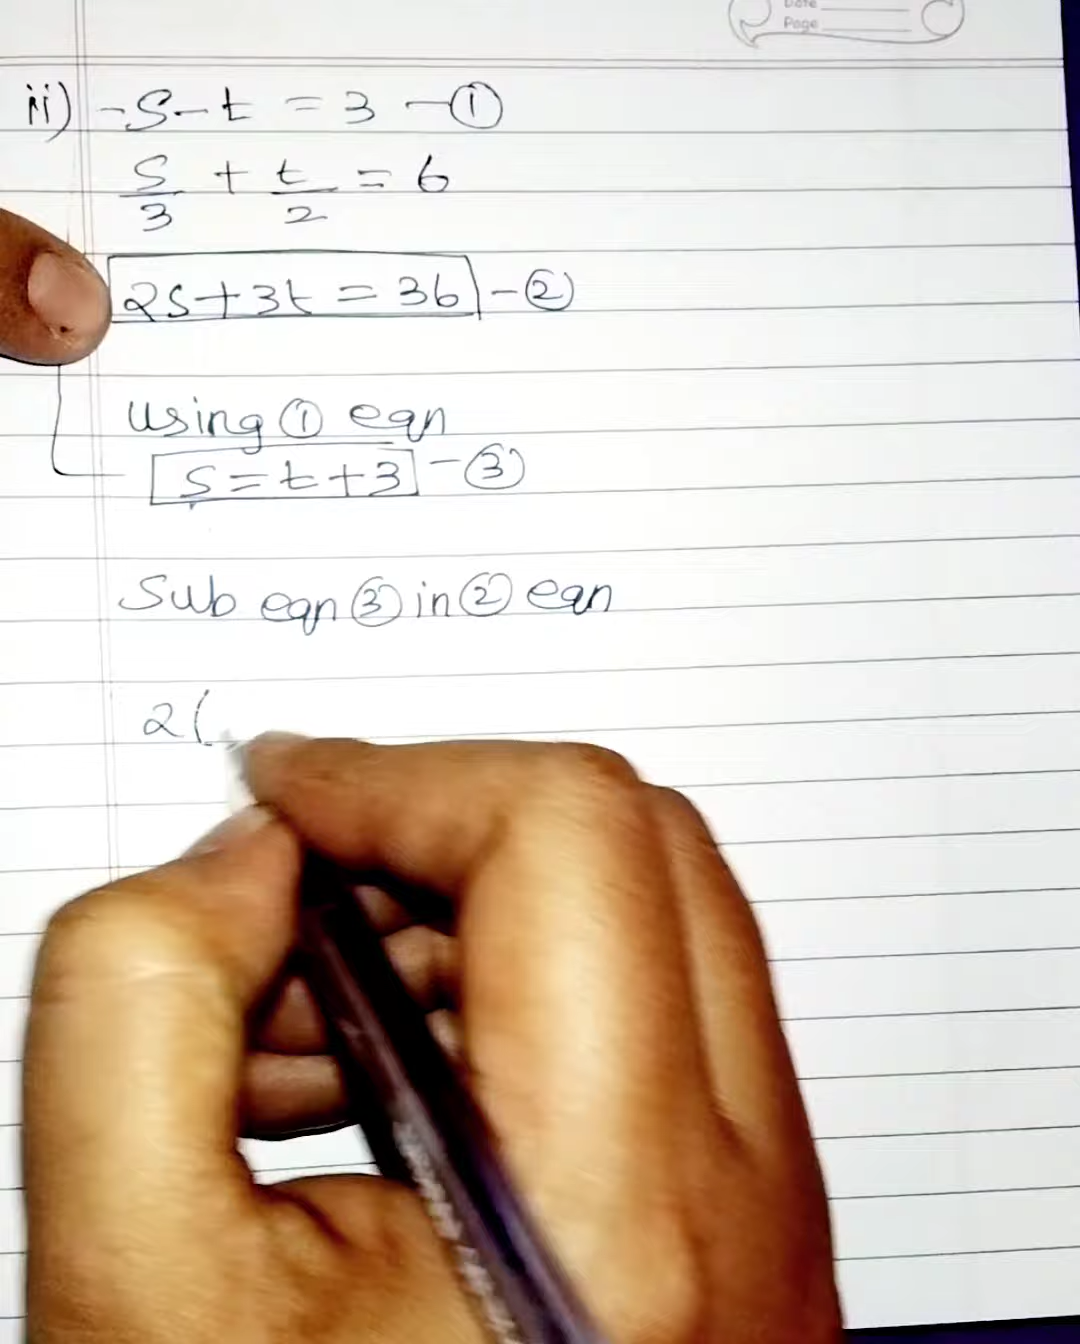 Date
Page
ii) -S-t = 3 -①
S/3 + t/2 = 6
2S+3t = 36 -②
Using ① eqn
S=t+3 -③
Sub eqn ③ in ② eqn
2(